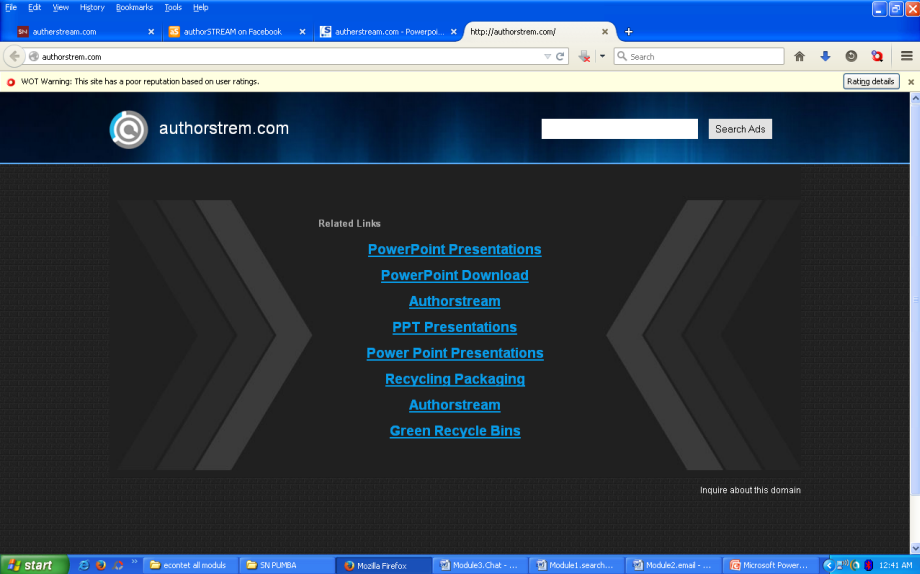 File Edit View History Bookmarks Tools Help
autherstream.com
authorSTREAM on Facebook
autherstream.com - Powerpoi...
http://authorstrem.com/
authorstrem.com
Search
WOT Warning: This site has a poor reputation based on user ratings.
Rating details
authorstrem.com
Search Ads
Related Links
PowerPoint Presentations
PowerPoint Download
Authorstream
PPT Presentations
Power Point Presentations
Recycling Packaging
Authorstream
Green Recycle Bins
Inquire about this domain
start
econtet all moduls
SN PUMBA
Mozilla Firefox
Module3.Chat - ...
Module1.search...
Module2.email - ...
Microsoft Power...
12:41 AM